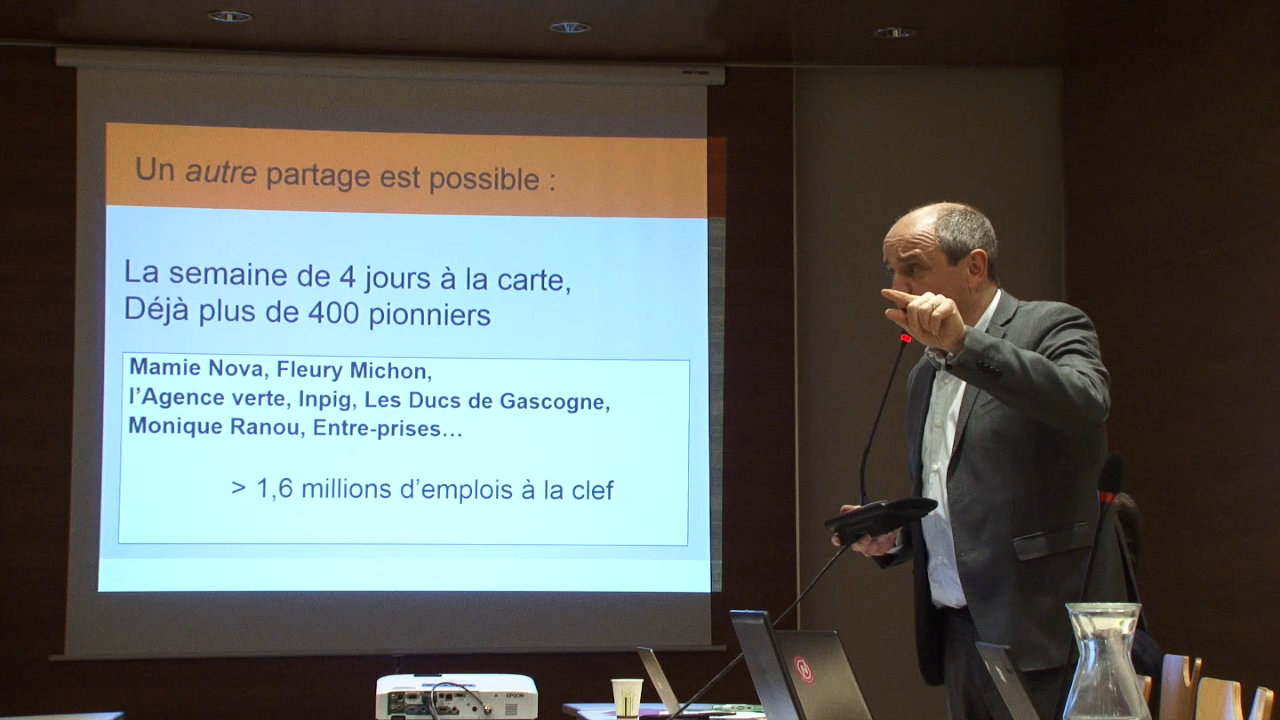 Un autre partage est possible :
La semaine de 4 jours à la carte,
Déjà plus de 400 pionniers
Mamie Nova, Fleury Michon,
l’Agence verte, Inpig, Les Ducs de Gascogne,
Monique Ranou, Entre-prises…
> 1,6 millions d’emplois à la clef
EPSON